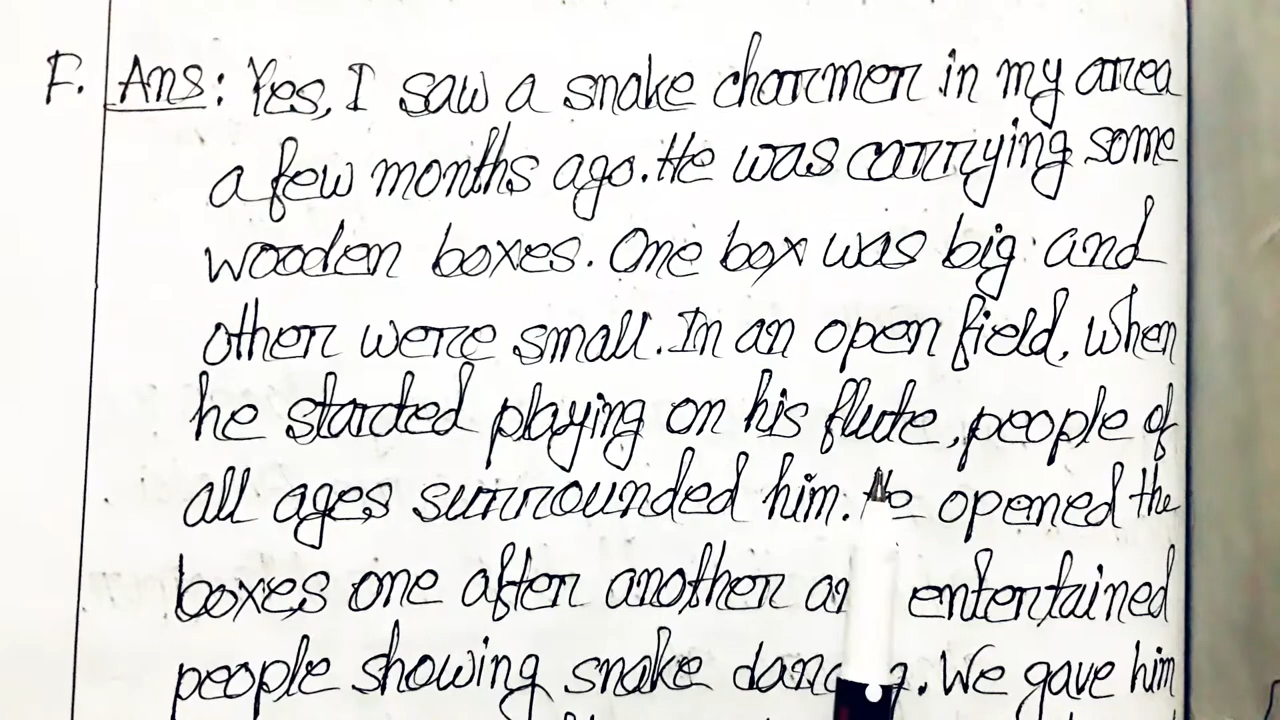 F. Ans: Yes, I saw a snake charmer in my area
a few months ago. He was carrying some
wooden boxes. One box was big and
other were small. In an open field, when
he started playing on his flute, people of
all ages surrounded him. He opened the
boxes one after another entertained
people showing snake. We gave him